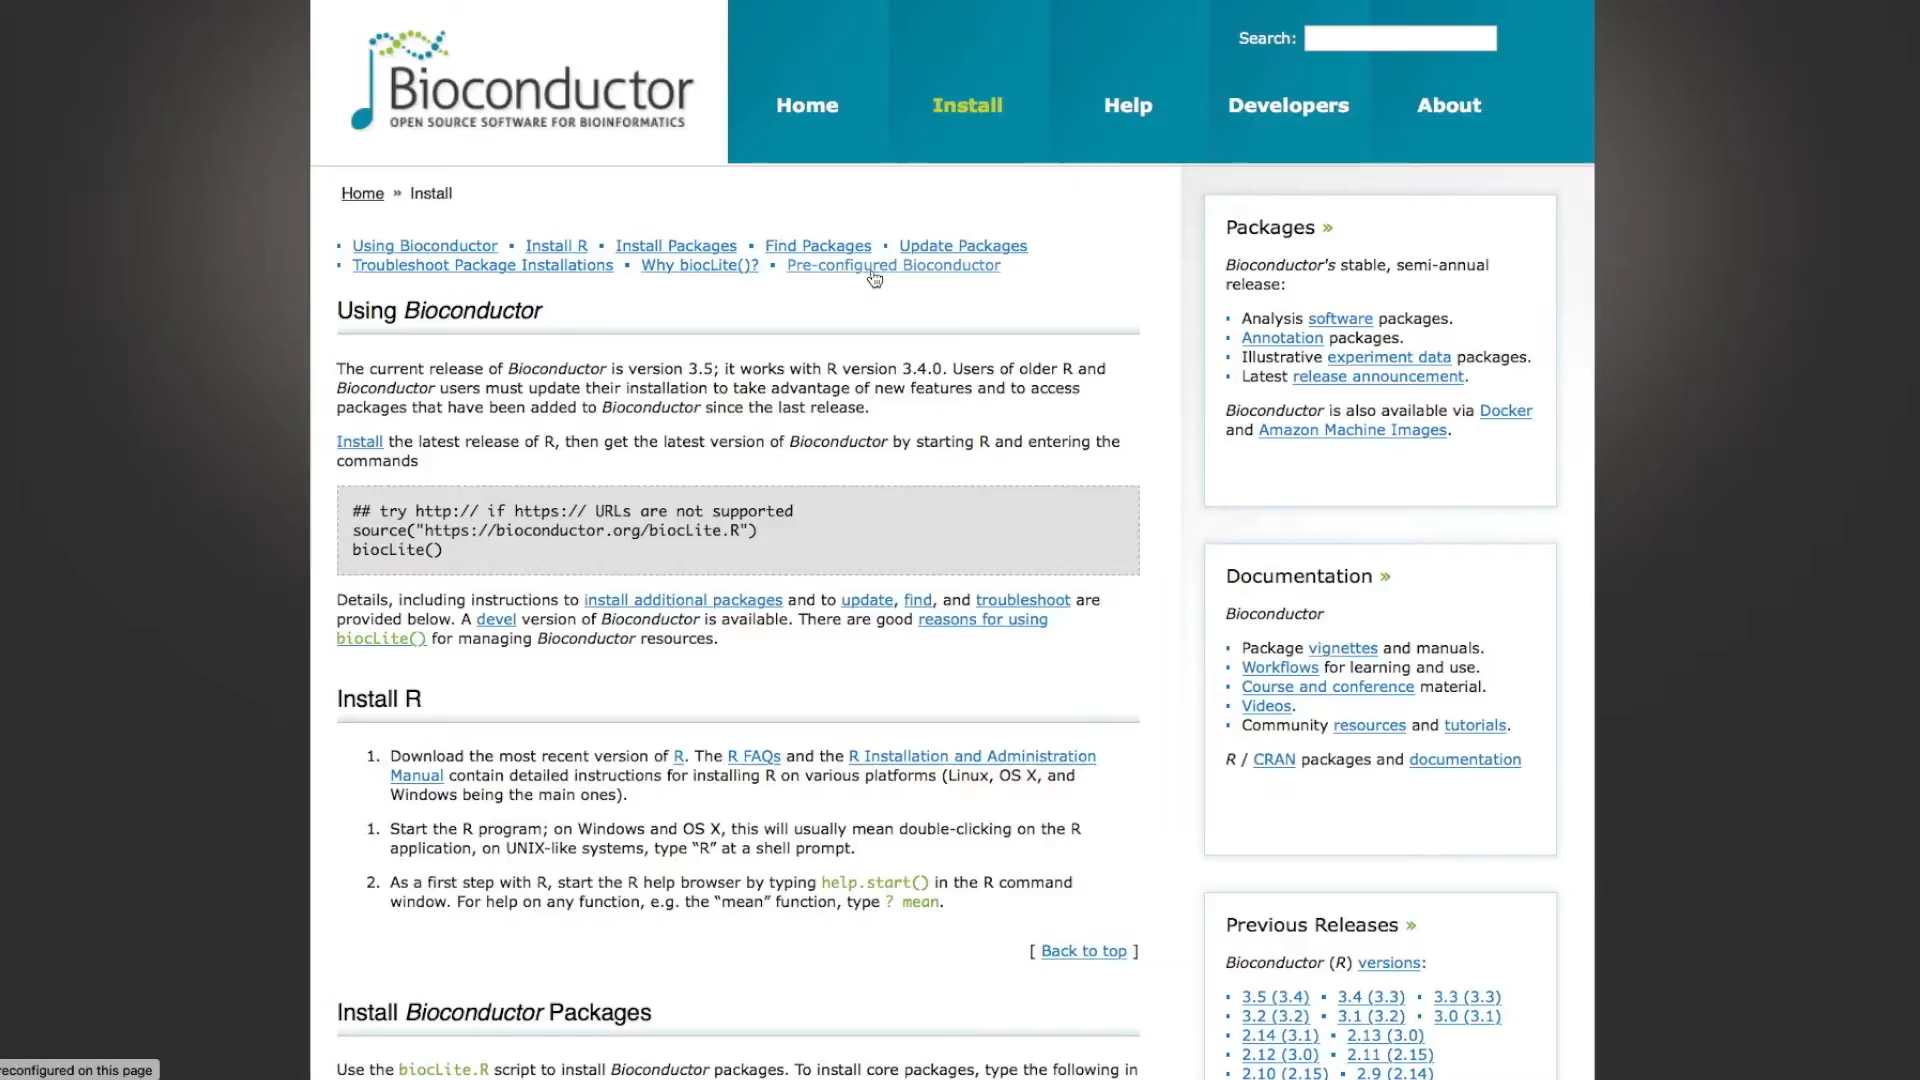 Bioconductor
OPEN SOURCE SOFTWARE FOR BIOINFORMATICS
Search:
Home Install Help Developers About
Home » Install
Using Bioconductor ▪ Install R ▪ Install Packages ▪ Find Packages ▪ Update Packages
Troubleshoot Package Installations ▪ Why biocLite()? ▪ Pre-configured Bioconductor
Using Bioconductor
The current release of Bioconductor is version 3.5; it works with R version 3.4.0. Users of older R and
Bioconductor users must update their installation to take advantage of new features and to access
packages that have been added to Bioconductor since the last release.
Install the latest release of R, then get the latest version of Bioconductor by starting R and entering the
commands
## try http:// if https:// URLs are not supported
source("https://bioconductor.org/biocLite.R")
biocLite()
Details, including instructions to install additional packages and to update, find, and troubleshoot are
provided below. A devel version of Bioconductor is available. There are good reasons for using
biocLite() for managing Bioconductor resources.
Install R
1. Download the most recent version of R. The R FAQs and the R Installation and Administration
Manual contain detailed instructions for installing R on various platforms (Linux, OS X, and
Windows being the main ones).
1. Start the R program; on Windows and OS X, this will usually mean double-clicking on the R
application, on UNIX-like systems, type “R” at a shell prompt.
2. As a first step with R, start the R help browser by typing help.start() in the R command
window. For help on any function, e.g. the “mean” function, type ? mean.
[ Back to top ]
Install Bioconductor Packages
Use the biocLite.R script to install Bioconductor packages. To install core packages, type the following in
Packages »
Bioconductor's stable, semi-annual
release:
Analysis software packages.
Annotation packages.
Illustrative experiment data packages.
Latest release announcement.
Bioconductor is also available via Docker
and Amazon Machine Images.
Documentation »
Bioconductor
Package vignettes and manuals.
Workflows for learning and use.
Course and conference material.
Videos.
Community resources and tutorials.
R / CRAN packages and documentation
Previous Releases »
Bioconductor (R) versions:
3.5 (3.4) ▪ 3.4 (3.3) ▪ 3.3 (3.3)
3.2 (3.2) ▪ 3.1 (3.2) ▪ 3.0 (3.1)
2.14 (3.1) ▪ 2.13 (3.0)
2.12 (3.0) ▪ 2.11 (2.15)
2.10 (2.15) ▪ 2.9 (2.14)
reconfigured on this page